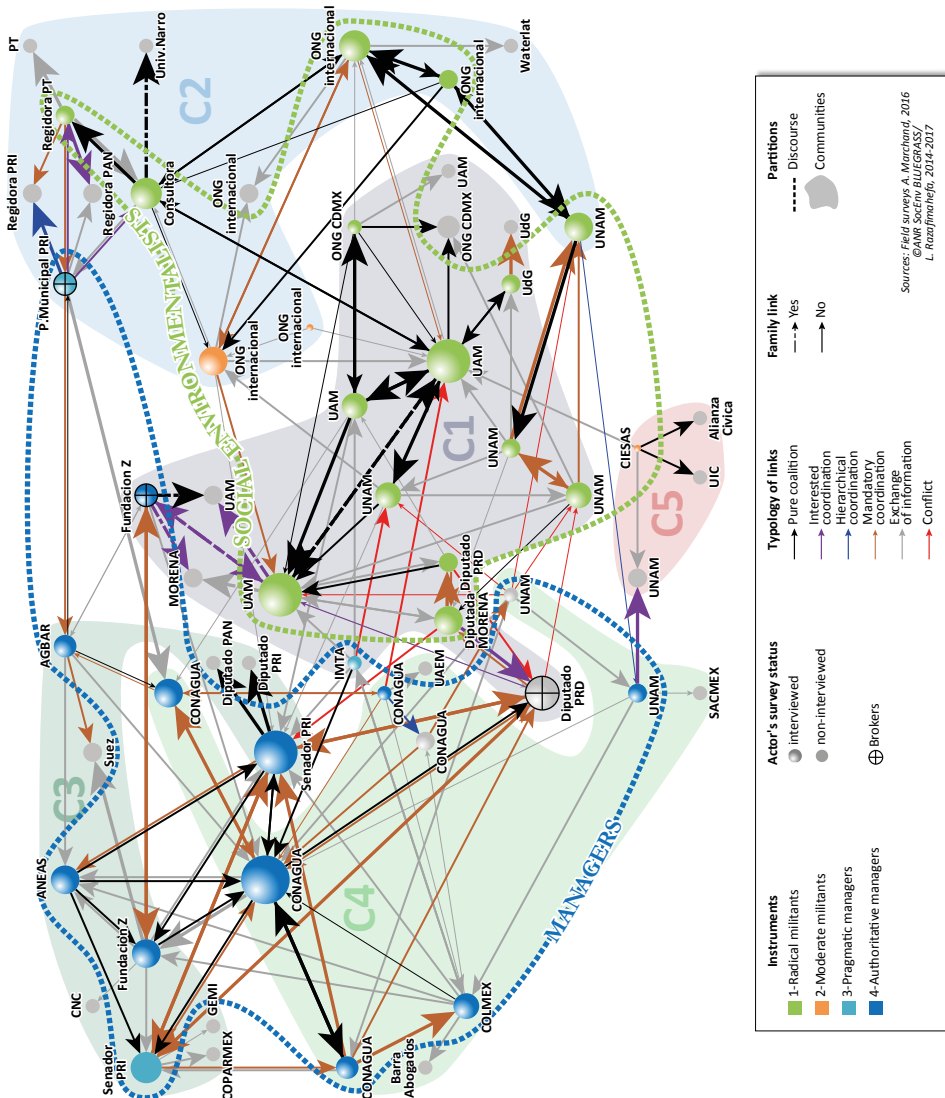 PT
Univ.Narro
Regidora PT
Regidora PRI
Regidora PAN
Consultora
P.Municipal PRI
C2
ONG
internacional
ONG
internacional
Waterlat
ONG
internacional
ONG CDMX
UAM
ONG CDMX
UdG
UNAM
UdG
ONG
internacional
ONG
internacional
SOCIAL ENVIRONMENTALISTS
UAM
UAM
C1
UNAM
CIESAS
Alianza
Cívica
UIC
C5
UNAM
UNAM
UNAM
Fundacion Z
UAM
MORENA
UAM
Diputado
PRD
Diputada
MORENA
UNAM
AGBAR
CONAGUA
Diputado PAN
Diputado
PRI
IMTA
CONAGUA
UAEM
Diputado
PRD
UNAM
SACMEX
Suez
C3
Senador PRI
CONAGUA
ANEAS
CONAGUA
C4
MANAGERS
Fundación Z
CNC
GEMI
Senador
PRI
COPARMEX
CONAGUA
Barra
Abogados
COLMEX
Instruments
1-Radical militants
2-Moderate militants
3-Pragmatic managers
4-Authoritative managers
Actor's survey status
interviewed
non-interviewed
Brokers
Typology of links
Pure coalition
Interested
coordination
Hierarchical
coordination
Mandatory
coordination
Exchange
of information
Conflict
Family link
Yes
No
Partitions
Discourse
Communities
Sources: Field surveys A. Marchand, 2016
©ANR SocEnv BLUEGRASS/
L. Razafimahefa, 2014-2017